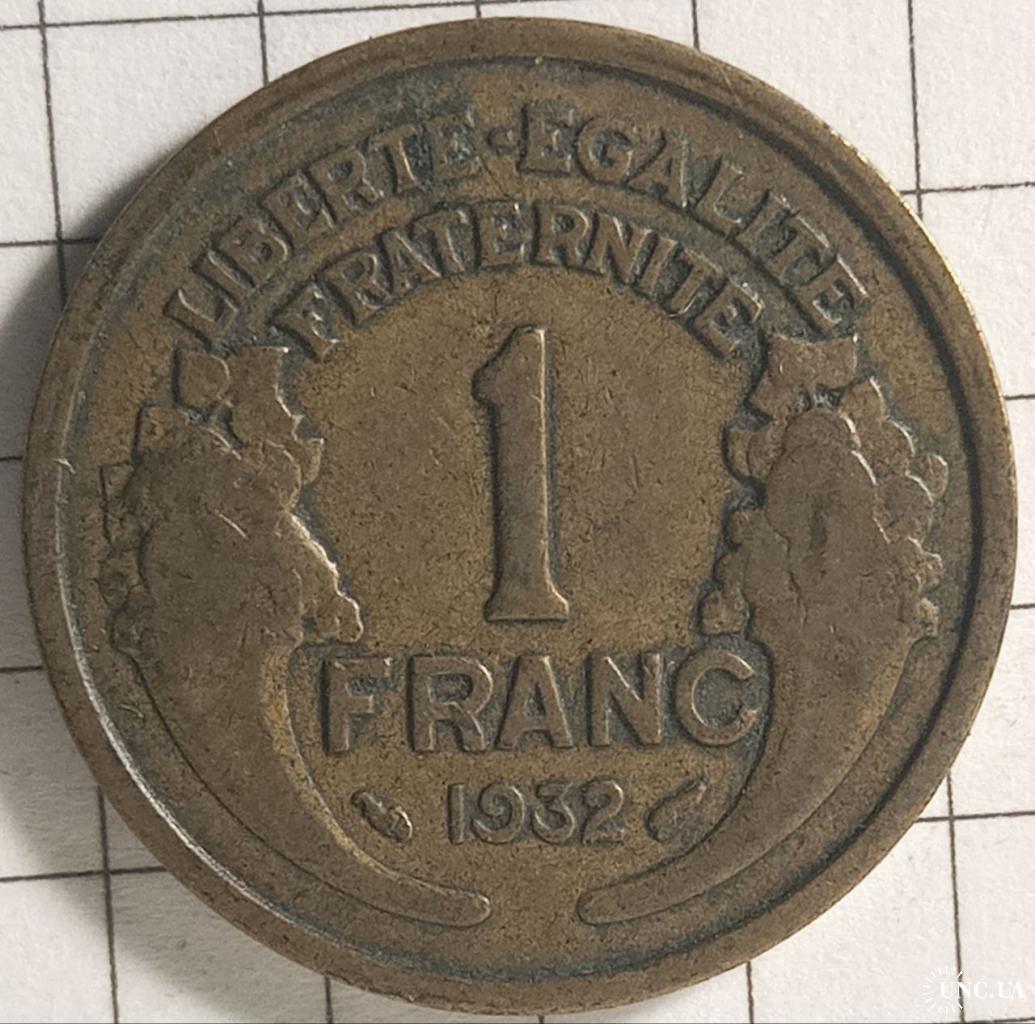 LIBERTE·EGALITE
FRATERNITE
1
FRANC
1932
UNC.UA